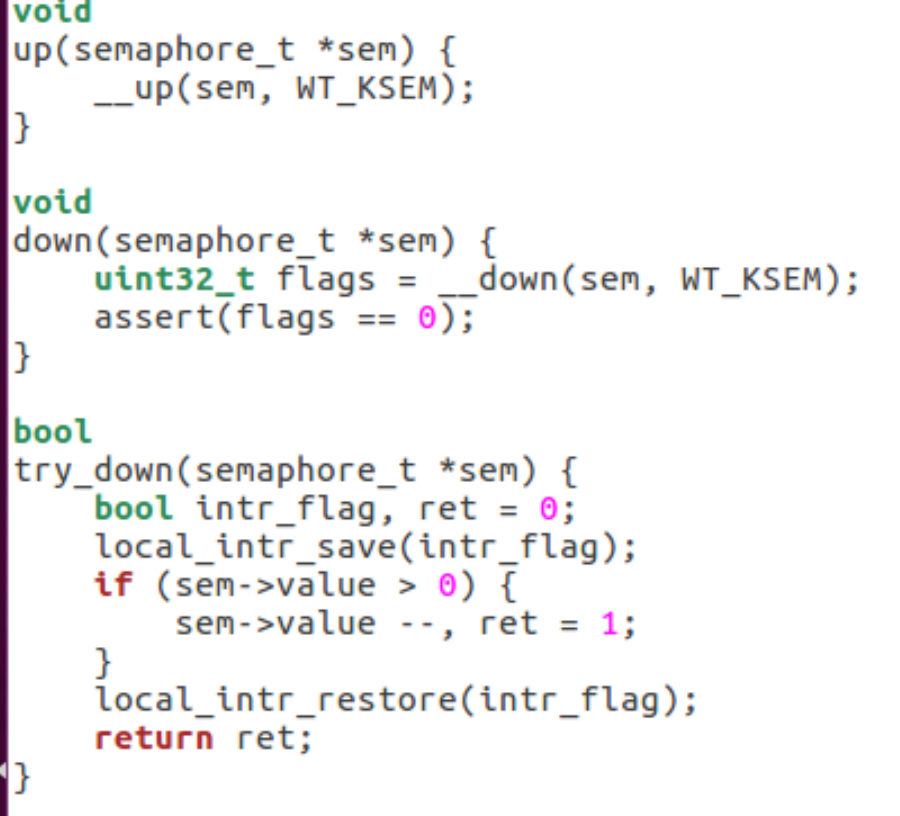 void
up(semaphore_t *sem) {
    __up(sem, WT_KSEM);
}

void
down(semaphore_t *sem) {
    uint32_t flags = __down(sem, WT_KSEM);
    assert(flags == 0);
}

bool
try_down(semaphore_t *sem) {
    bool intr_flag, ret = 0;
    local_intr_save(intr_flag);
    if (sem->value > 0) {
        sem->value --, ret = 1;
    }
    local_intr_restore(intr_flag);
    return ret;
}